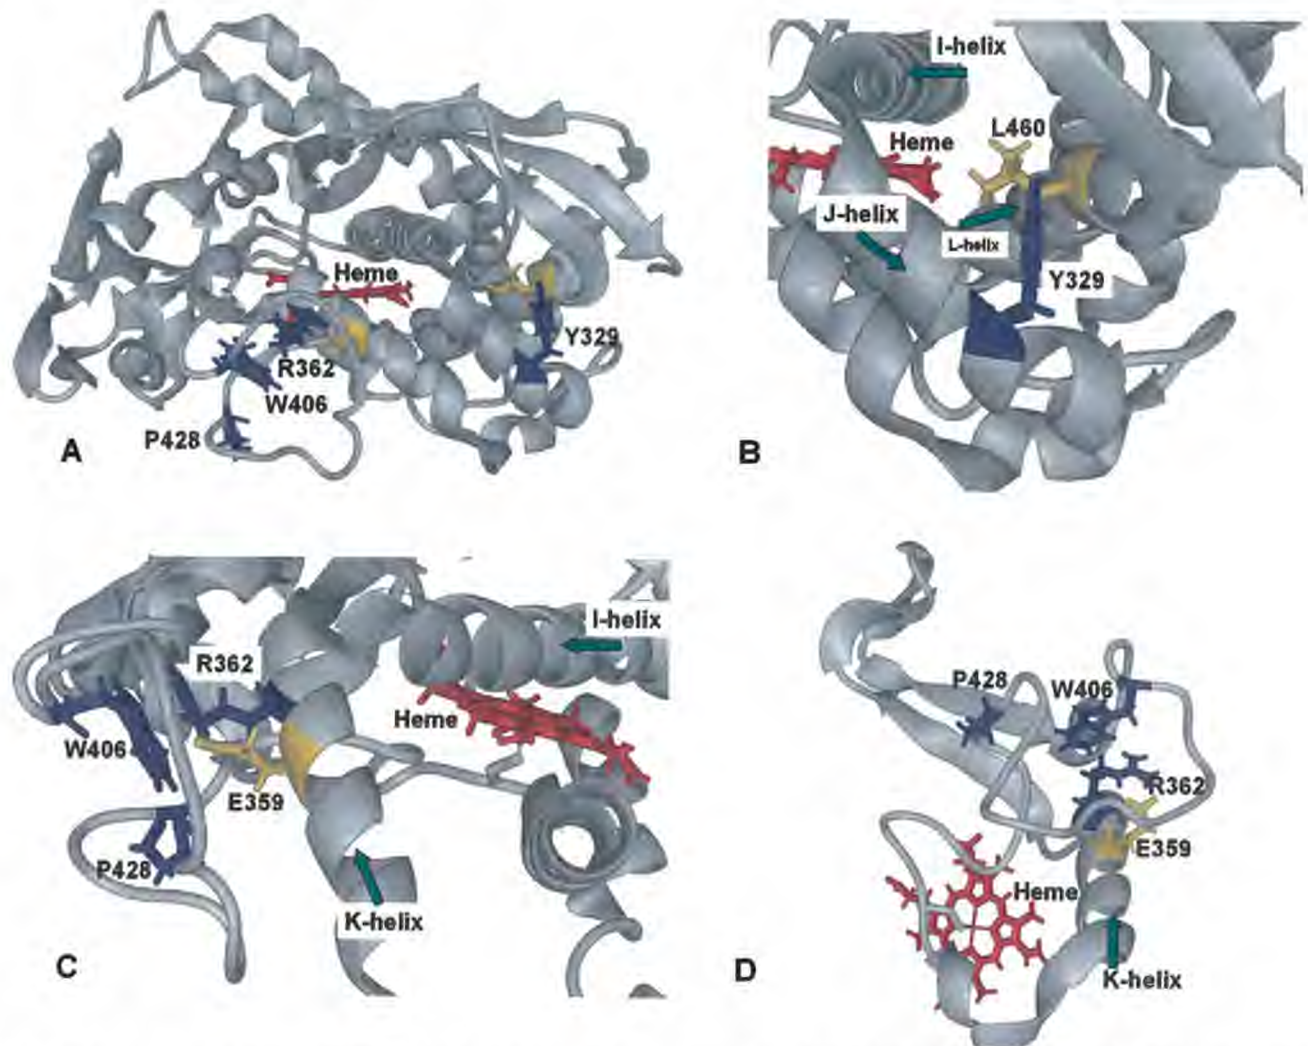 Heme
Y329
R362
W406
P428
A
I-helix
L460
Heme
J-helix
L-helix
Y329
B
I-helix
R362
Heme
W406
E359
P428
K-helix
C
P428
W406
R362
E359
Heme
K-helix
D